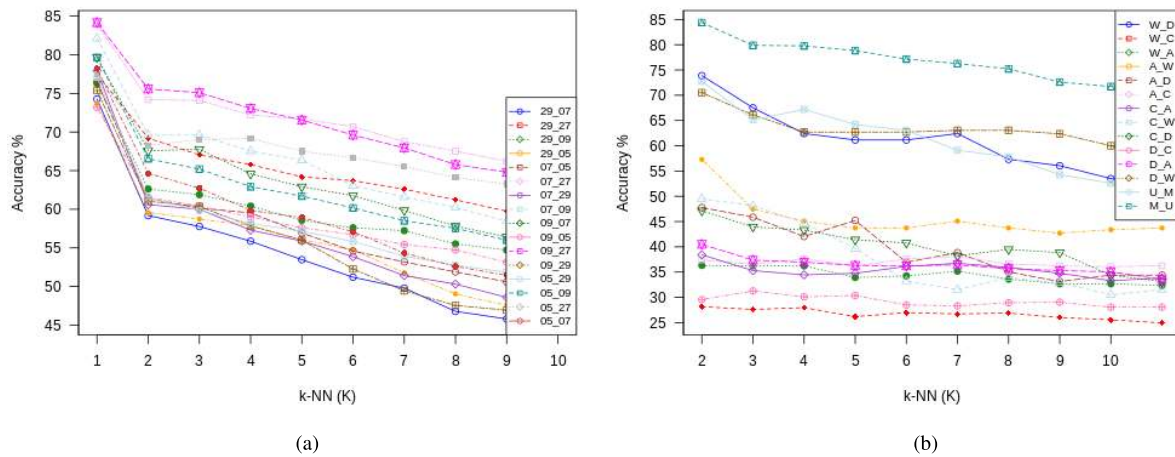 85
80
75
70
65
60
55
50
45
Accuracy %
1 2 3 4 5 6 7 8 9 10
k-NN (K)
29_07
29_27
29_09
29_05
07_05
07_27
07_29
07_09
09_07
09_05
09_27
09_29
05_29
05_09
05_27
05_07
(a)
85
80
75
70
65
60
55
50
45
40
35
30
25
Accuracy %
2 3 4 5 6 7 8 9 10
k-NN (K)
W_D
W_C
W_A
A_W
A_D
A_C
C_A
C_W
C_D
D_C
D_A
D_W
U_M
M_U
(b)